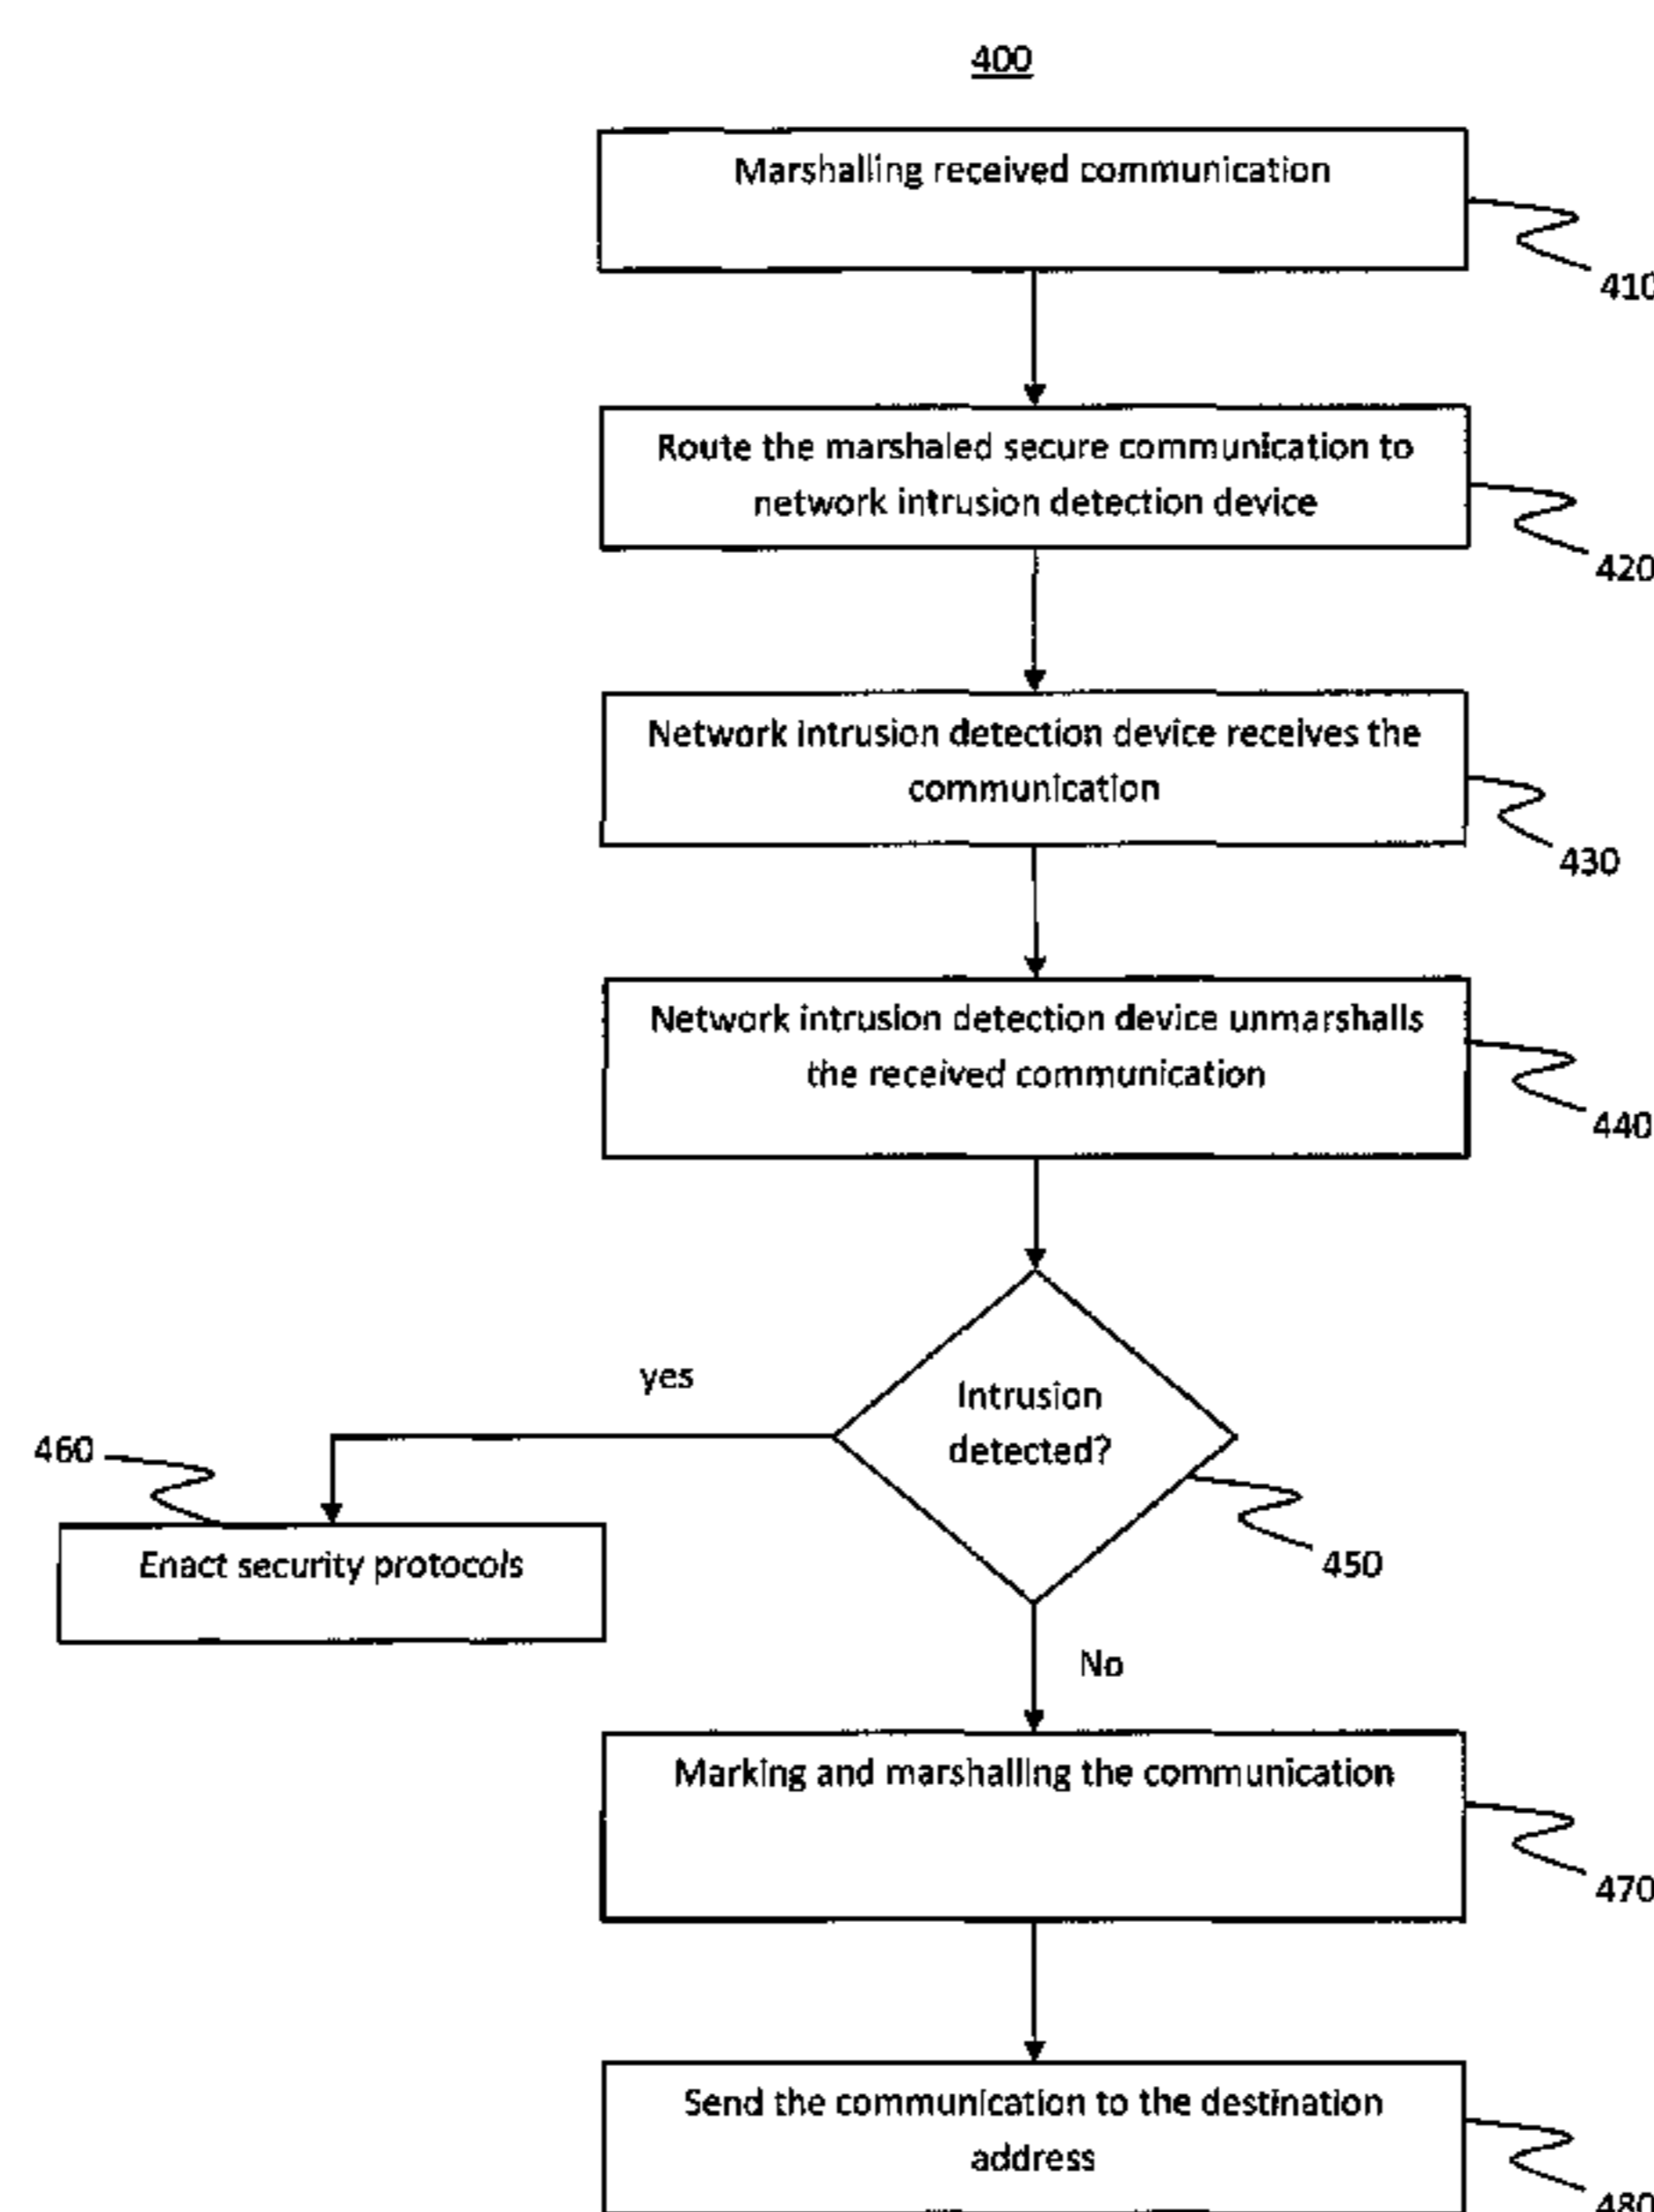 400
Marshalling received communication
410
Route the marshaled secure communication to
network intrusion detection device
420
Network intrusion detection device receives the
communication
430
Network intrusion detection device unmarshalls
the received communication
440
yes
Intrusion
detected?
460
450
Enact security protocols
No
Marking and marshalling the communication
470
Send the communication to the destination
address
480